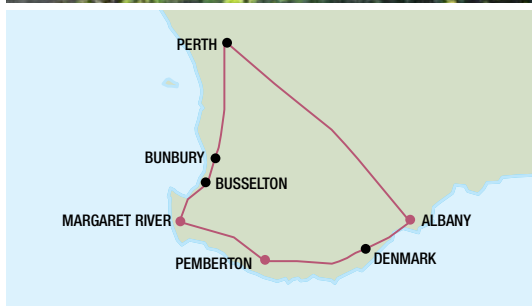 PERTH
BUNBURY
BUSSELTON
MARGARET RIVER
ALBANY
PEMBERTON
DENMARK